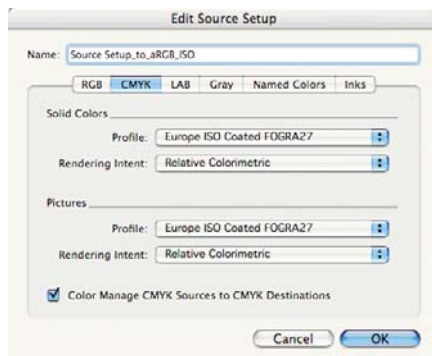 Edit Source Setup
Name: Source Setup_to_aRGB_ISO
RGB CMYK LAB Gray Named Colors Inks
Solid Colors
Profile: Europe ISO Coated FOGRA27
Rendering Intent: Relative Colorimetric
Pictures
Profile: Europe ISO Coated FOGRA27
Rendering Intent: Relative Colorimetric
Color Manage CMYK Sources to CMYK Destinations
Cancel OK